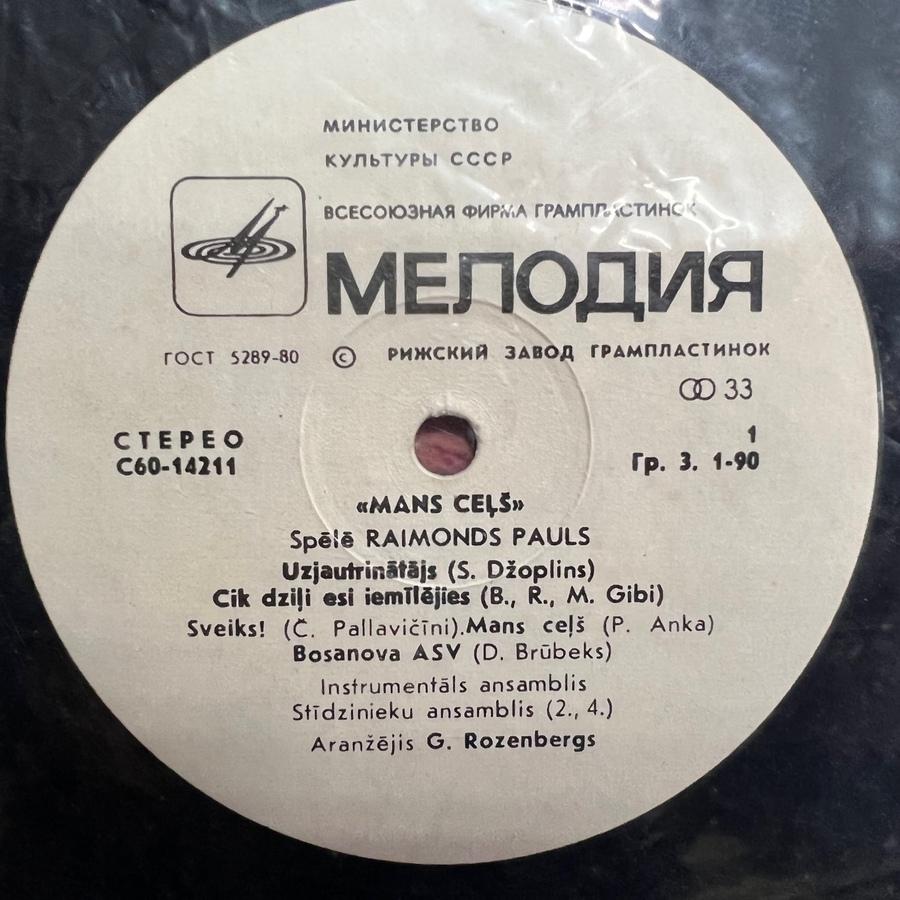 МИНИСТЕРСТВО
КУЛЬТУРЫ СССР
ВСЕСОЮЗНАЯ ФИРМА ГРАМПЛАСТИНОК
МЕЛОДИЯ
ГОСТ 5289-80 © РИЖСКИЙ ЗАВОД ГРАМПЛАСТИНОК
33
СТЕРЕО 1
С60-14211 Гр. 3. 1-90
«MANS CEĻŠ»
Spēlē RAIMONDS PAULS
Uzjautrinātājs (S. Džoplins)
Cik dziļi esi iemīlējies (B., R., M. Gibi)
Sveiks! (Č. Pallavičīni).Mans ceļš (P. Anka)
Bosanova ASV (D. Brūbeks)
Instrumentāls ansamblis
Stīdzinieku ansamblis (2., 4.)
Aranžējis G. Rozenbergs